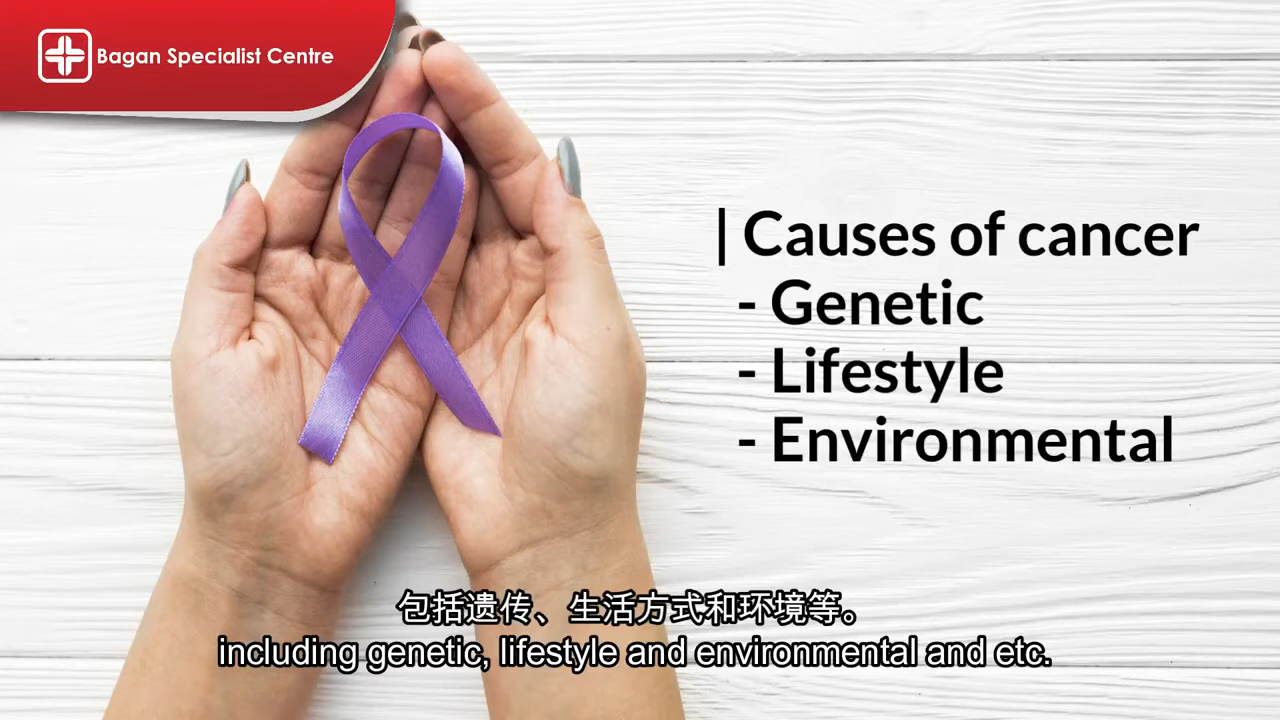 Bagan Specialist Centre
| Causes of cancer
- Genetic
- Lifestyle
- Environmental
包括遗传、生活方式和环境等。
including genetic, lifestyle and environmental and etc.